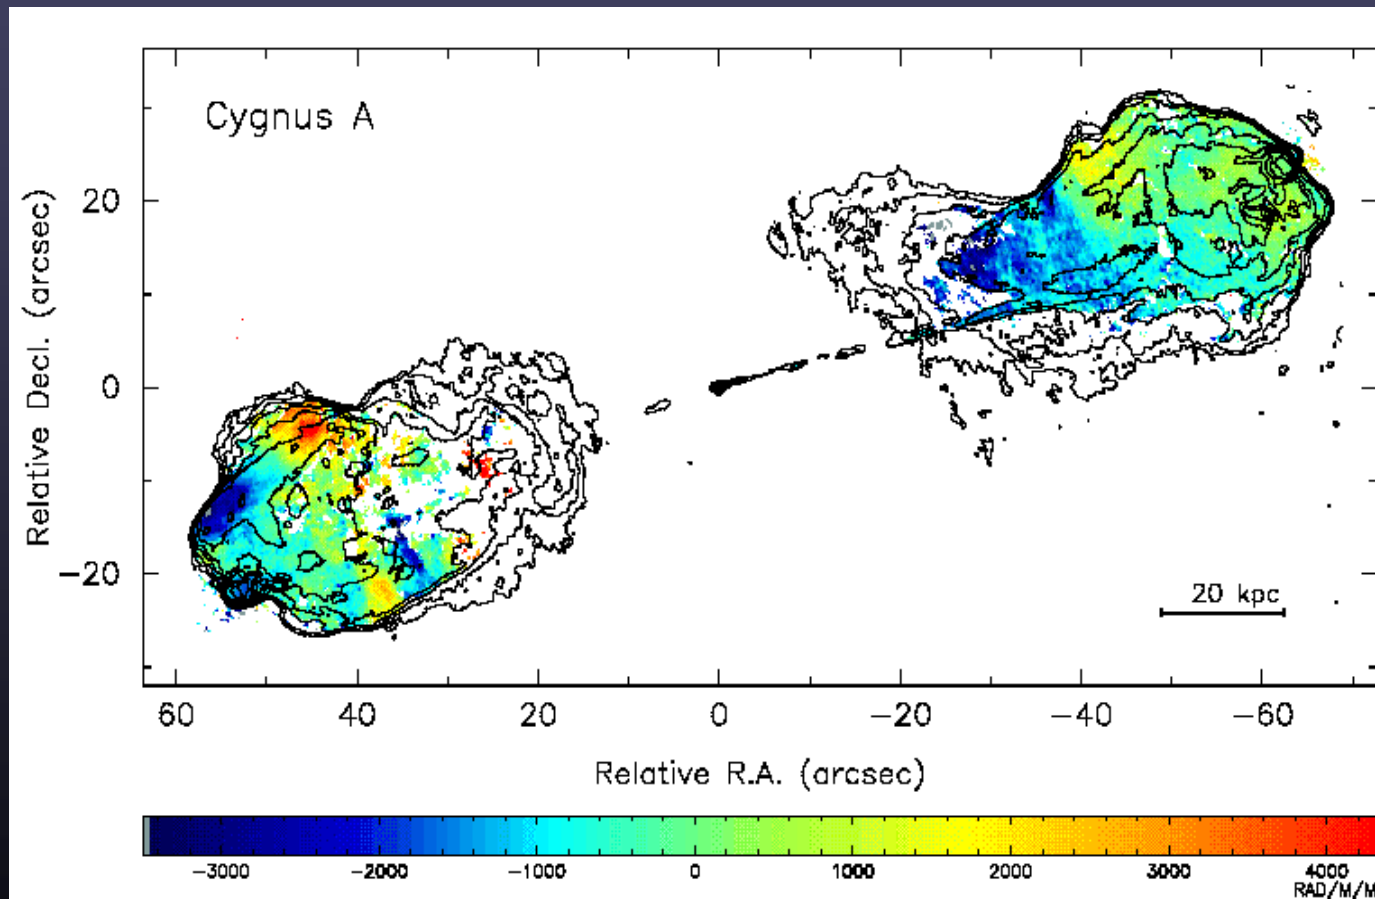 Cygnus A
Relative Decl. (arcsec)
20
0
−20
20 kpc
60 40 20 0 −20 −40 −60
Relative R.A. (arcsec)
−3000 −2000 −1000 0 1000 2000 3000 4000
RAD/M/M